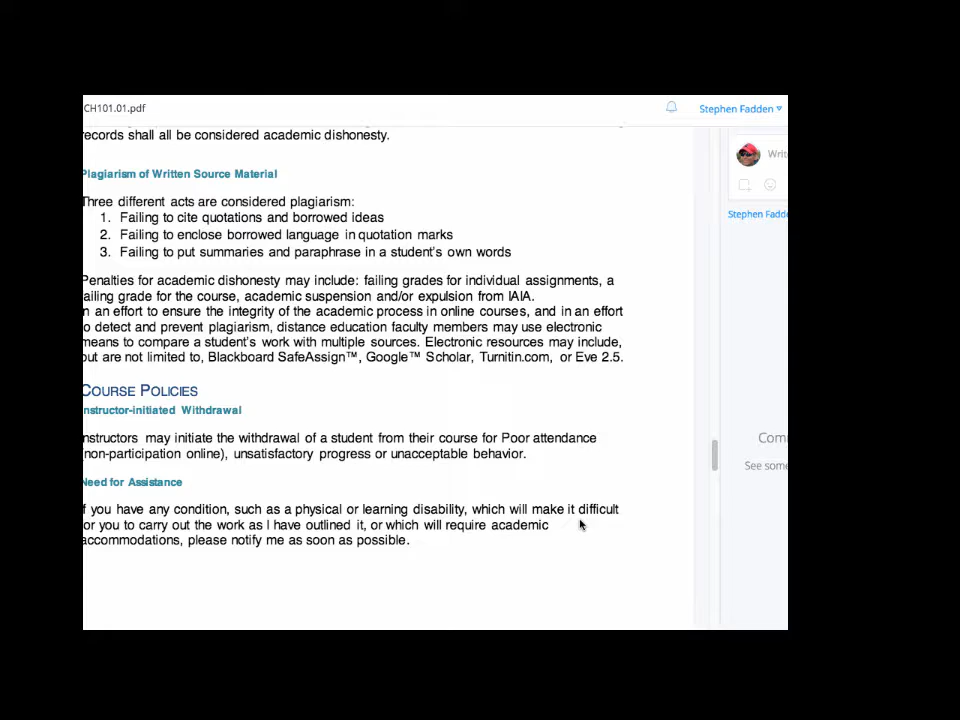 CH101.01.pdf
Stephen Fadden
records shall all be considered academic dishonesty.
Plagiarism of Written Source Material
Three different acts are considered plagiarism:
1. Failing to cite quotations and borrowed ideas
2. Failing to enclose borrowed language in quotation marks
3. Failing to put summaries and paraphrase in a student's own words
Penalties for academic dishonesty may include: failing grades for individual assignments, a
ailing grade for the course, academic suspension and/or expulsion from IAIA.
n an effort to ensure the integrity of the academic process in online courses, and in an effort
o detect and prevent plagiarism, distance education faculty members may use electronic
means to compare a student's work with multiple sources. Electronic resources may include,
but are not limited to, Blackboard SafeAssign™, Google™ Scholar, Turnitin.com, or Eve 2.5.
COURSE POLICIES
nstructor-initiated Withdrawal
nstructors may initiate the withdrawal of a student from their course for Poor attendance
(non-participation online), unsatisfactory progress or unacceptable behavior.
Need for Assistance
f you have any condition, such as a physical or learning disability, which will make it difficult
or you to carry out the work as I have outlined it, or which will require academic
accommodations, please notify me as soon as possible.
Writ
Stephen Fadd
Com
See som